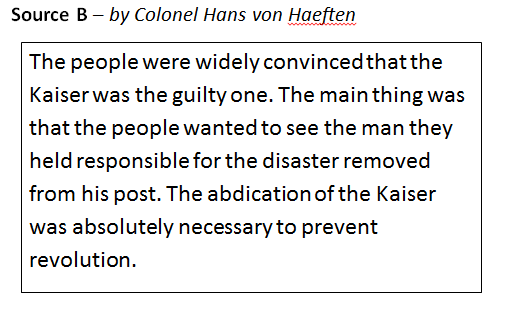 Source B – by Colonel Hans von Haeften
The people were widely convinced that the
Kaiser was the guilty one. The main thing was
that the people wanted to see the man they
held responsible for the disaster removed
from his post. The abdication of the Kaiser
was absolutely necessary to prevent
revolution.